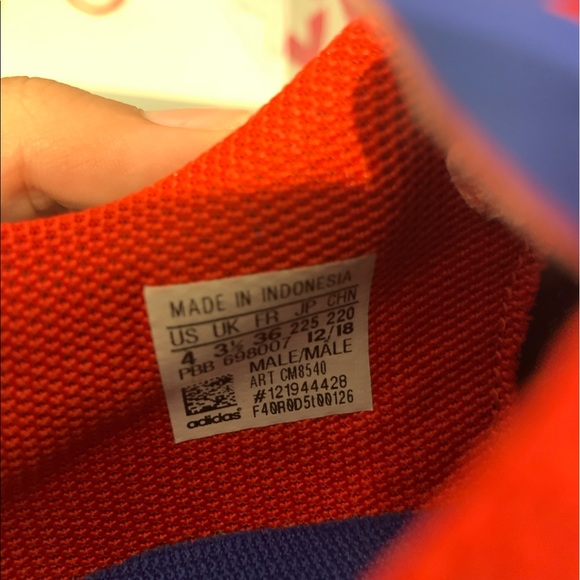 MADE IN INDONESIA
US UK FR JP CHN
4 3½ 36 225 220
PBB 698007 12/18
MALE/MÂLE
ART CM8540
#121944428
F40R0D5L00126
adidas